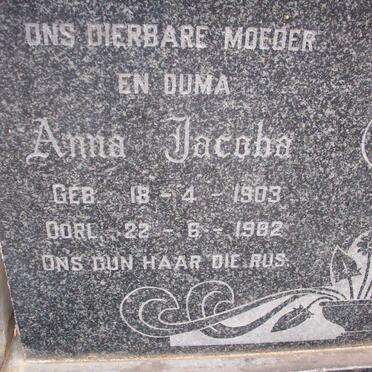 ONS DIERBARE MOEDER
EN OUMA
Anna Jacoba
GEB. 18-4-1903
OORL. 22-6-1982
ONS GUN HAAR DIE RUS.